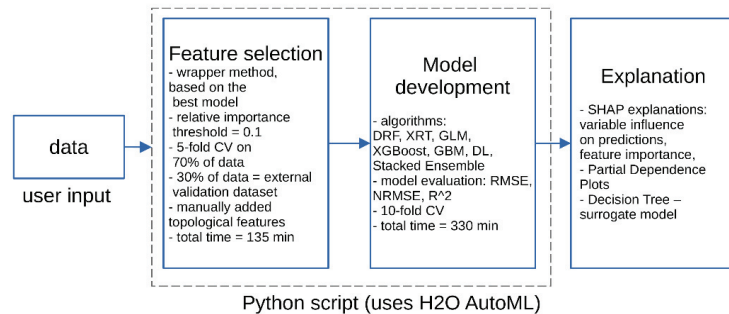 data
user input
Feature selection
- wrapper method,
based on the
best model
- relative importance
threshold = 0.1
- 5-fold CV on
70% of data
- 30% of data = external
validation dataset
- manually added
topological features
- total time = 135 min
Model
development
- algorithms:
DRF, XRT, GLM,
XGBoost, GBM, DL,
Stacked Ensemble
- model evaluation: RMSE,
NRMSE, R^2
- 10-fold CV
- total time = 330 min
Explanation
- SHAP explanations:
variable influence
on predictions,
feature importance,
- Partial Dependence
Plots
- Decision Tree –
surrogate model
Python script (uses H2O AutoML)